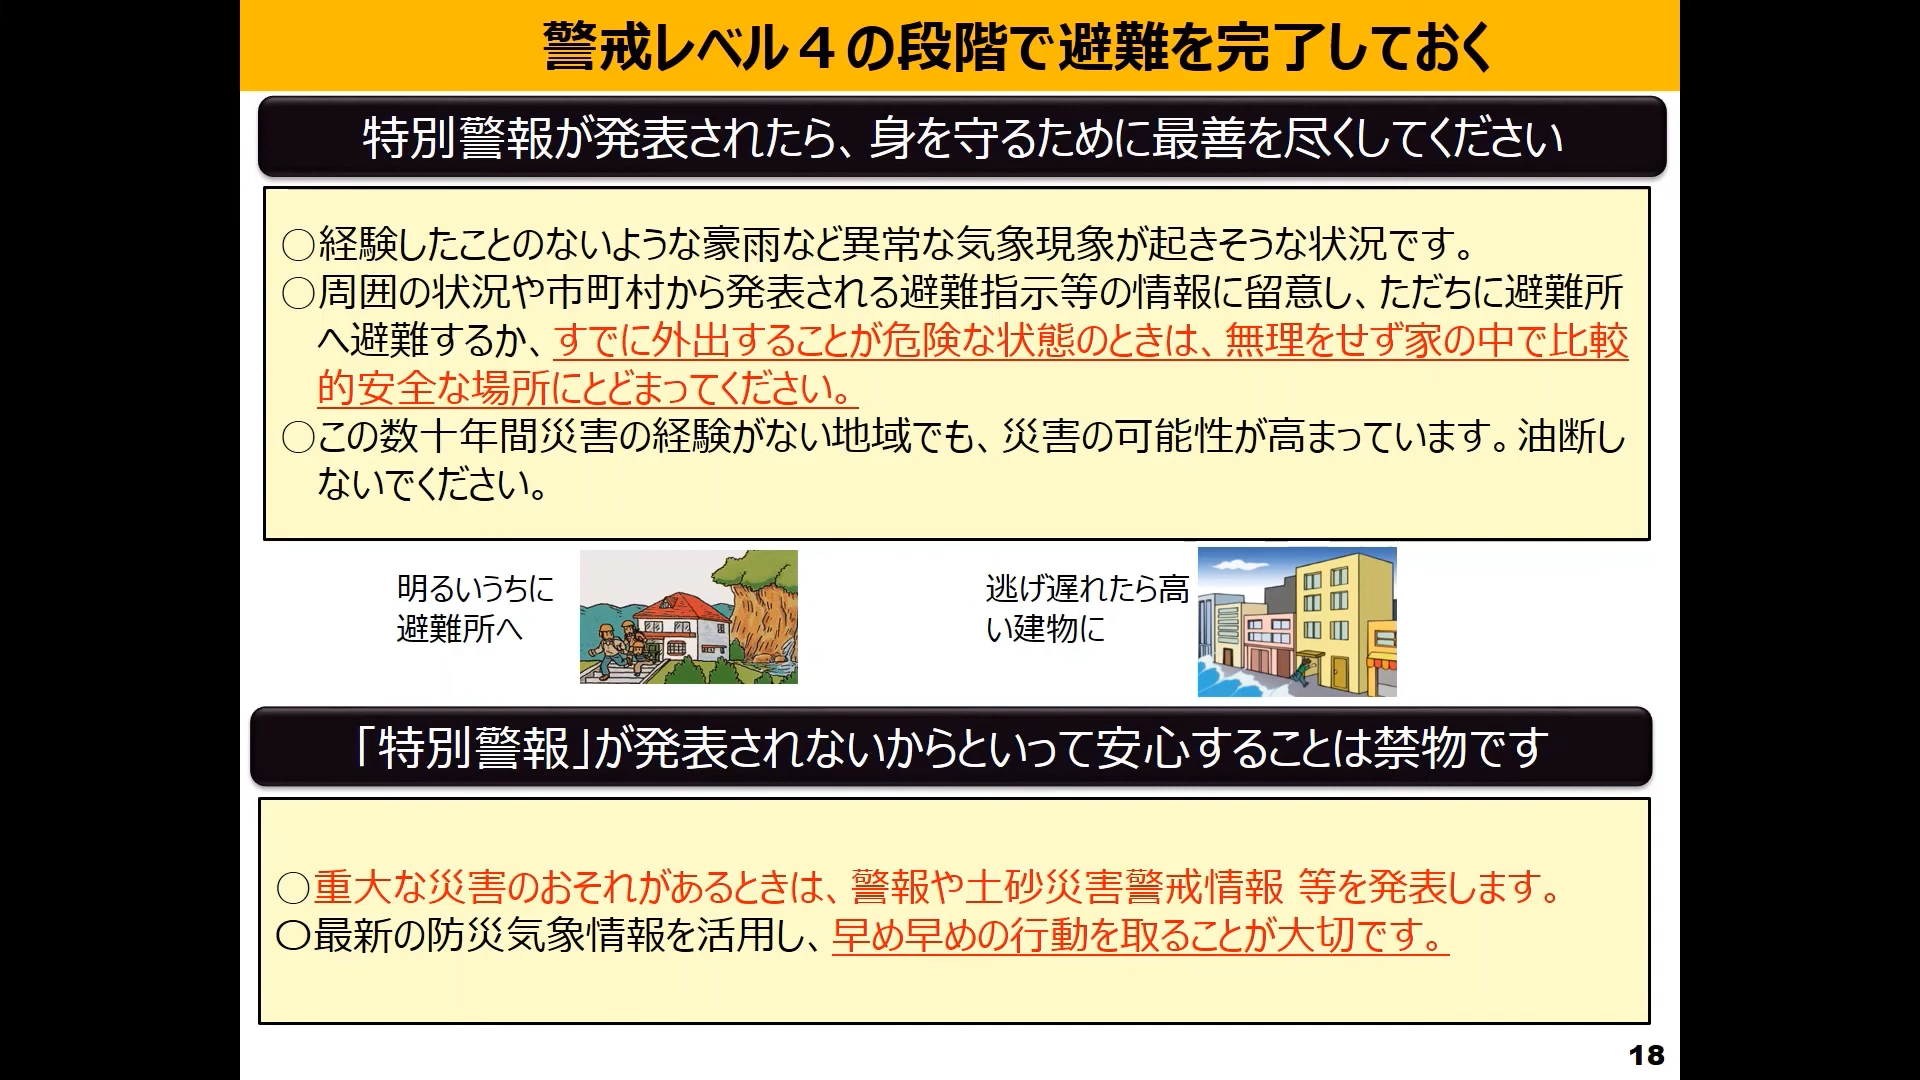 警戒レベル４の段階で避難を完了しておく
特別警報が発表されたら、身を守るために最善を尽くしてください
○経験したことのないような豪雨など異常な気象現象が起きそうな状況です。
○周囲の状況や市町村から発表される避難指示等の情報に留意し、ただちに避難所
へ避難するか、すでに外出することが危険な状態のときは、無理をせず家の中で比較
的安全な場所にとどまってください。
○この数十年間災害の経験がない地域でも、災害の可能性が高まっています。油断し
ないでください。
明るいうちに
避難所へ
逃げ遅れたら高
い建物に
「特別警報」が発表されないからといって安心することは禁物です
○重大な災害のおそれがあるときは、警報や土砂災害警戒情報 等を発表します。
○最新の防災気象情報を活用し、早め早めの行動を取ることが大切です。
18